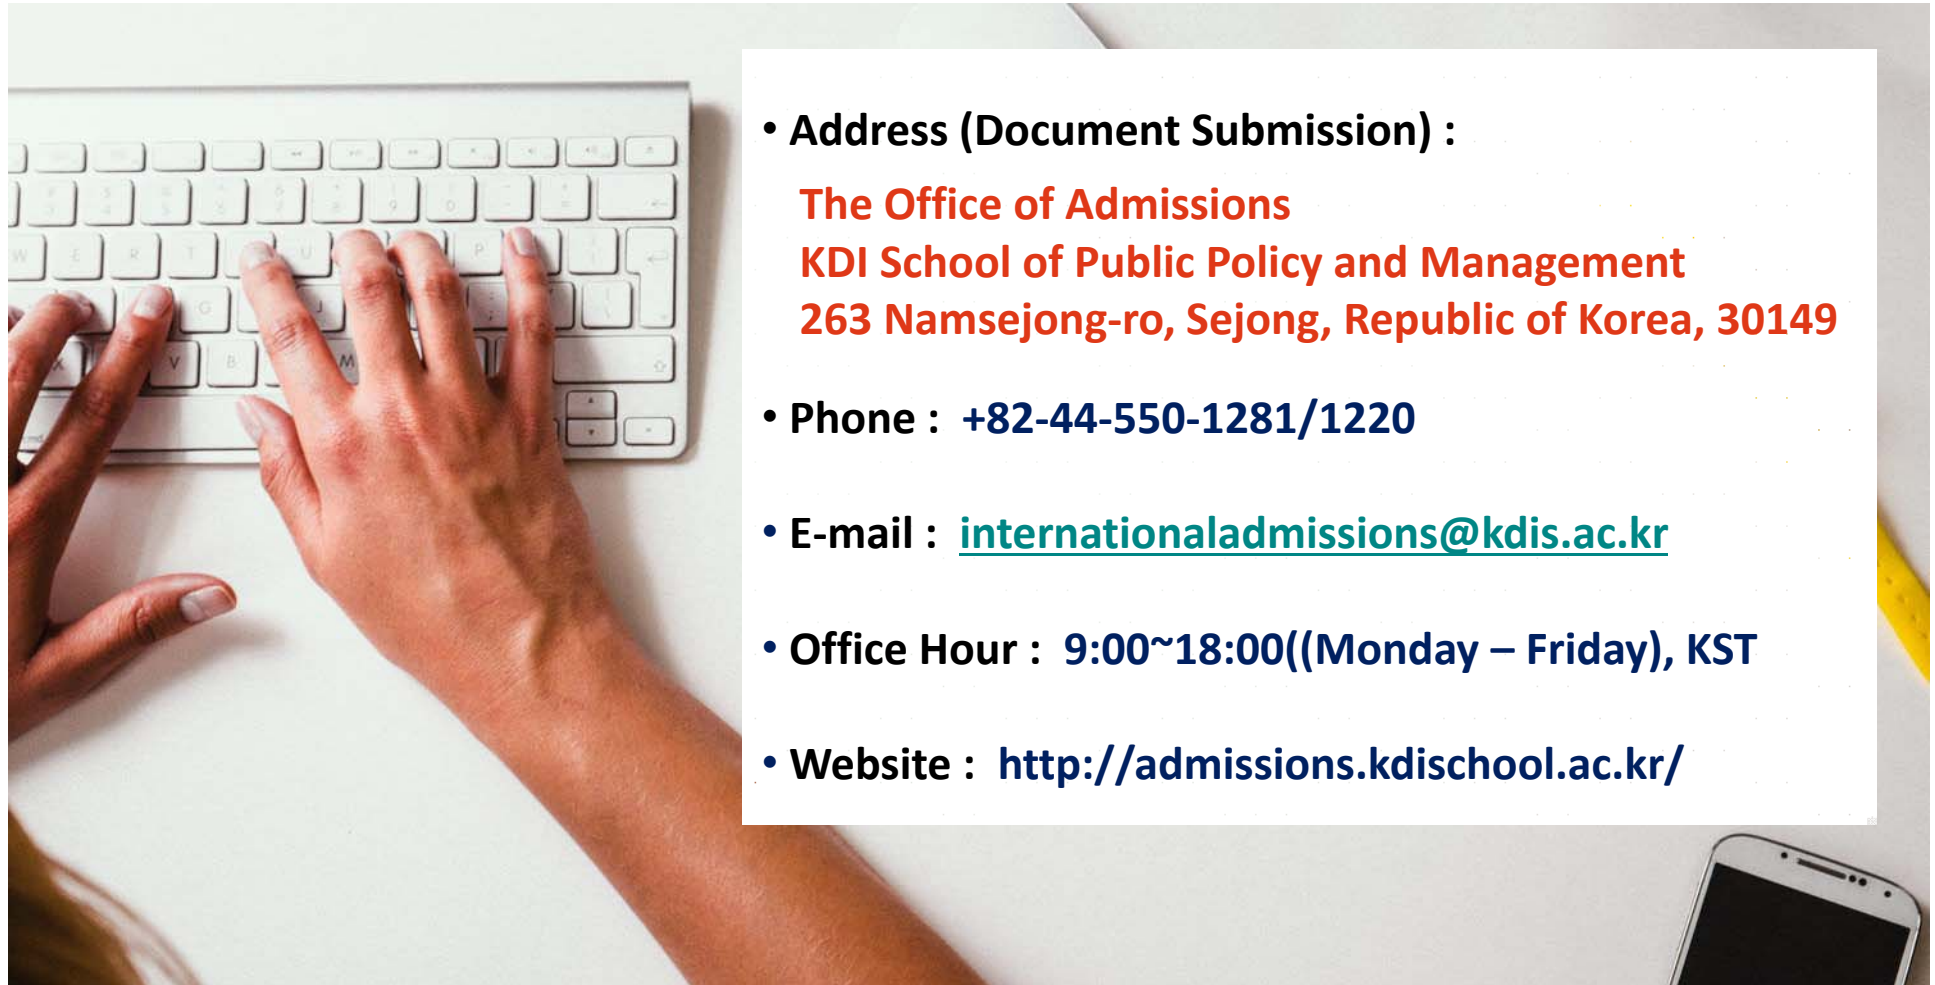 • Address (Document Submission) :
The Office of Admissions
KDI School of Public Policy and Management
263 Namsejong-ro, Sejong, Republic of Korea, 30149
• Phone : +82-44-550-1281/1220
• E-mail : internationaladmissions@kdis.ac.kr
• Office Hour : 9:00~18:00((Monday – Friday), KST
• Website : http://admissions.kdischool.ac.kr/